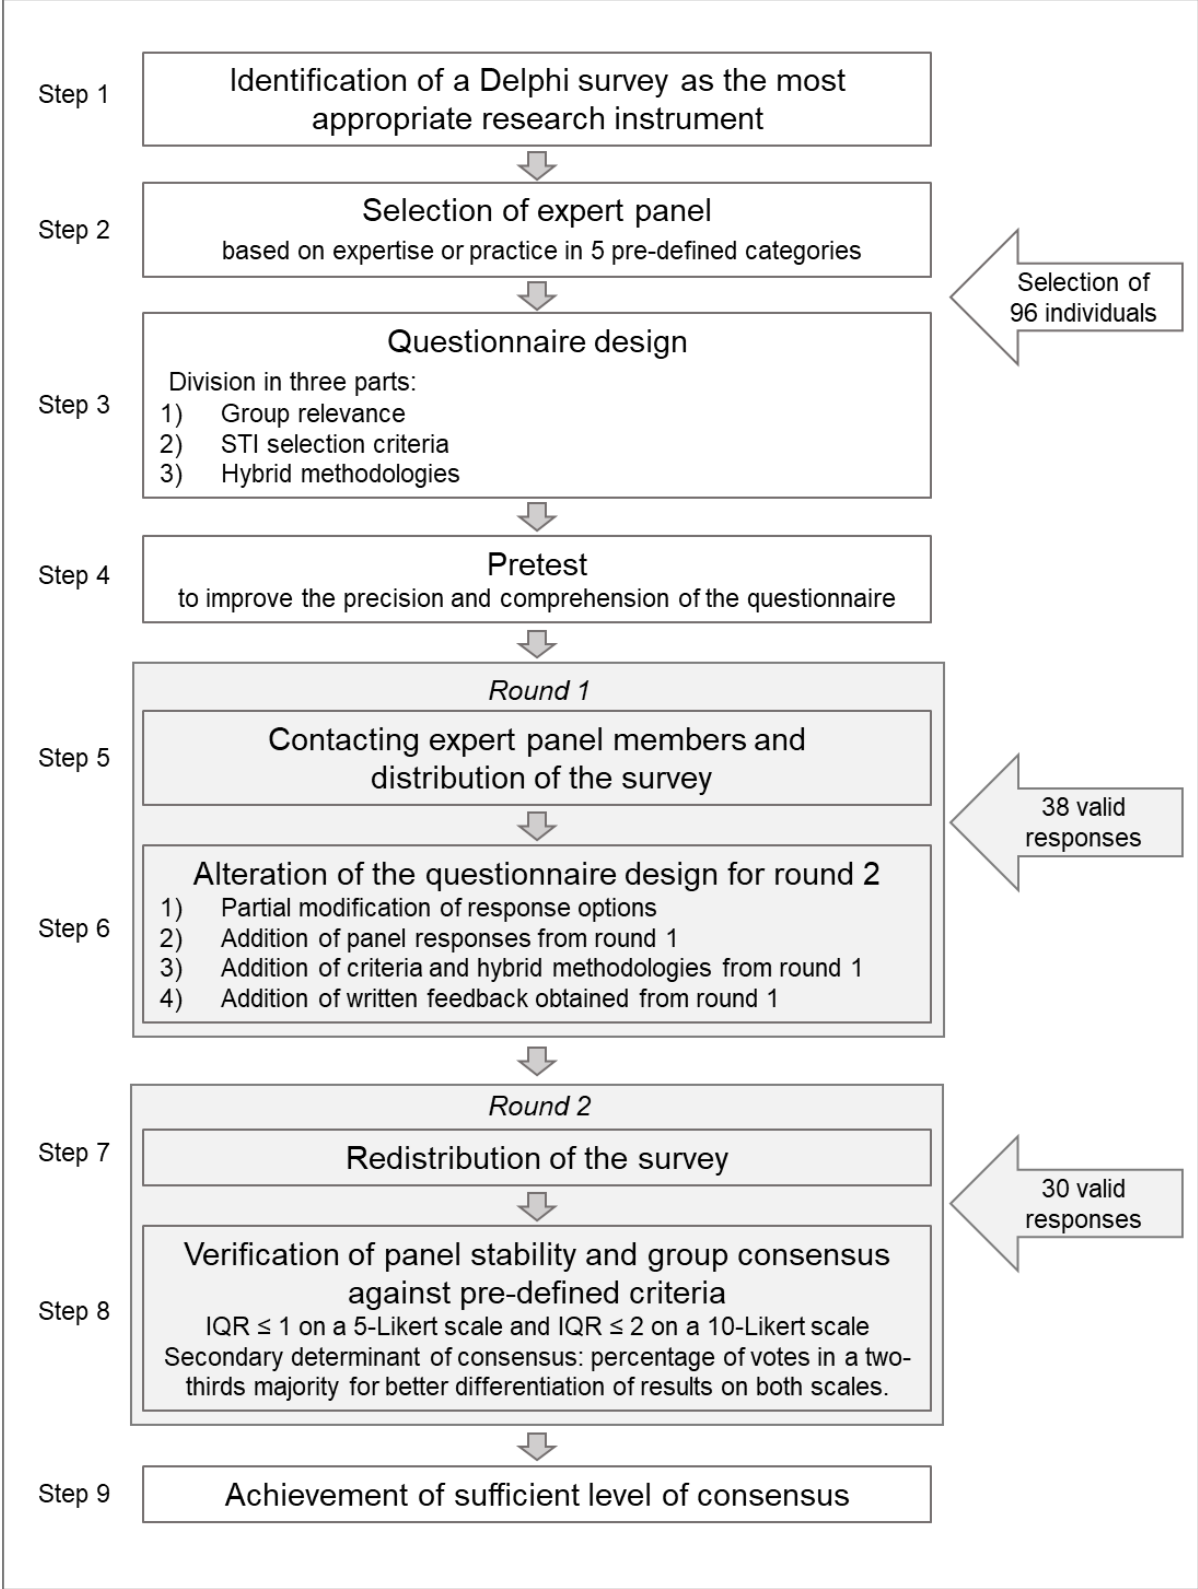 Step 1
Identification of a Delphi survey as the most
appropriate research instrument
Step 2
Selection of expert panel
based on expertise or practice in 5 pre-defined categories
Selection of
96 individuals
Step 3
Questionnaire design
Division in three parts:
1) Group relevance
2) STI selection criteria
3) Hybrid methodologies
Step 4
Pretest
to improve the precision and comprehension of the questionnaire
Round 1
Step 5
Contacting expert panel members and
distribution of the survey
38 valid
responses
Step 6
Alteration of the questionnaire design for round 2
1) Partial modification of response options
2) Addition of panel responses from round 1
3) Addition of criteria and hybrid methodologies from round 1
4) Addition of written feedback obtained from round 1
Round 2
Step 7
Redistribution of the survey
30 valid
responses
Step 8
Verification of panel stability and group consensus
against pre-defined criteria
IQR ≤ 1 on a 5-Likert scale and IQR ≤ 2 on a 10-Likert scale
Secondary determinant of consensus: percentage of votes in a two-
thirds majority for better differentiation of results on both scales.
Step 9
Achievement of sufficient level of consensus